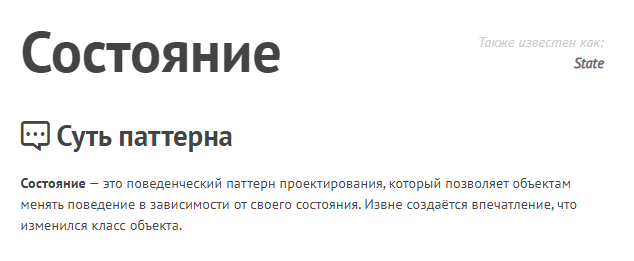 Состояние
Также известен как:
State
Суть паттерна
Состояние — это поведенческий паттерн проектирования, который позволяет объектам
менять поведение в зависимости от своего состояния. Извне создаётся впечатление, что
изменился класс объекта.